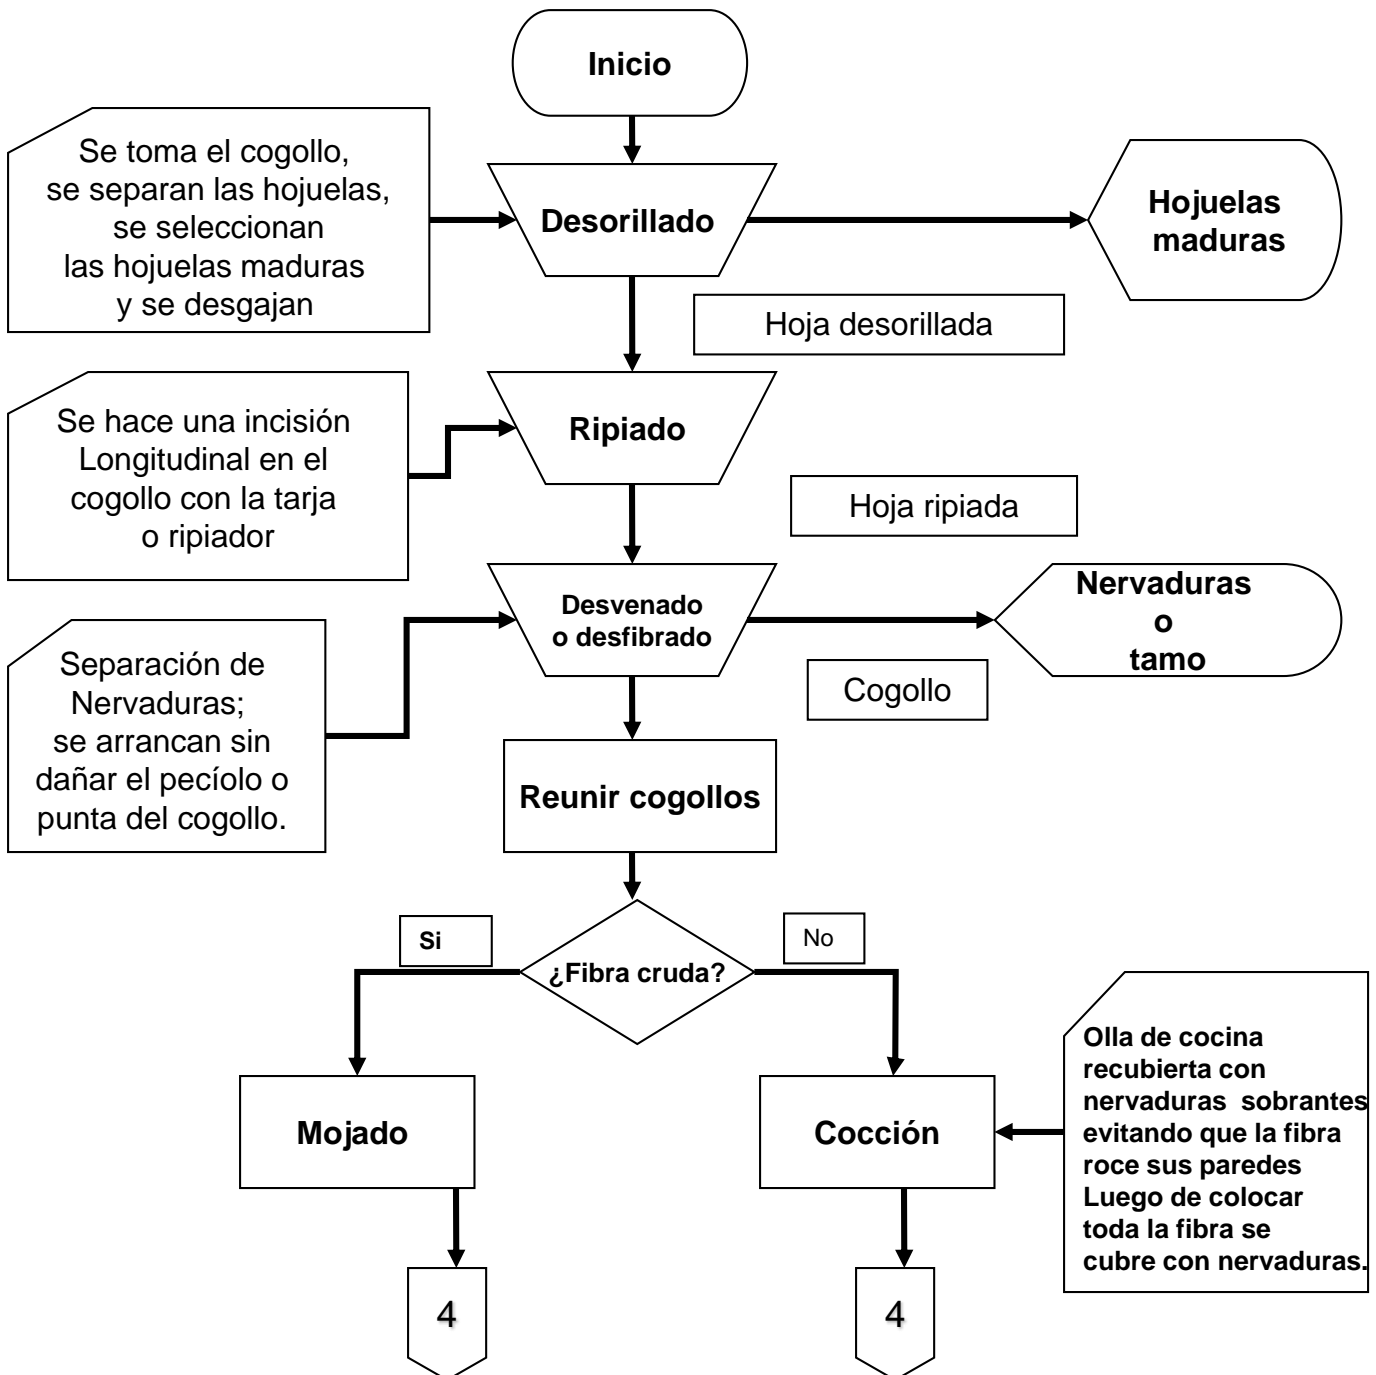 Inicio
Se toma el cogollo,
se separan las hojuelas,
se seleccionan
las hojuelas maduras
y se desgajan
Desorillado
Hojuelas
maduras
Hoja desorillada
Se hace una incisión
Longitudinal en el
cogollo con la tarja
o ripiador
Ripiado
Hoja ripiada
Separación de
Nervaduras;
se arrancan sin
dañar el pecíolo o
punta del cogollo.
Desvenado
o desfibrado
Nervaduras
o
tamo
Cogollo
Reunir cogollos
¿Fibra cruda?
Si
No
Mojado
Cocción
Olla de cocina
recubierta con
nervaduras sobrantes
evitando que la fibra
roce sus paredes
Luego de colocar
toda la fibra se
cubre con nervaduras.
4
4